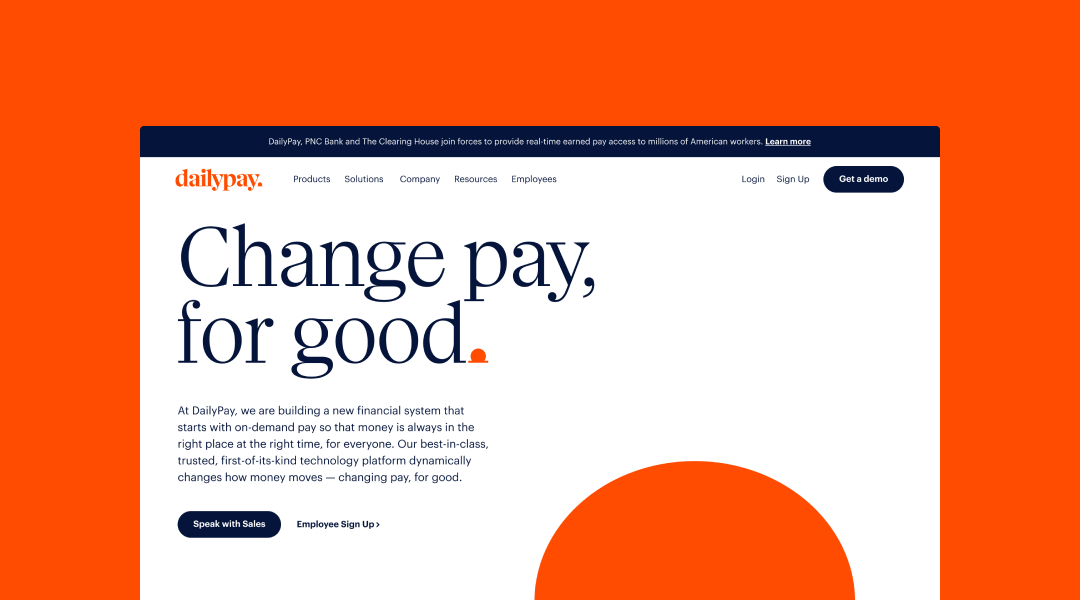 DailyPay, PNC Bank and The Clearing House join forces to provide real-time earned pay access to millions of American workers. Learn more
dailypay.
Products Solutions Company Resources Employees Login Sign Up Get a demo
Change pay,
for good.
At DailyPay, we are building a new financial system that
starts with on-demand pay so that money is always in the
right place at the right time, for everyone. Our best-in-class,
trusted, first-of-its-kind technology platform dynamically
changes how money moves — changing pay, for good.
Speak with Sales Employee Sign Up ›